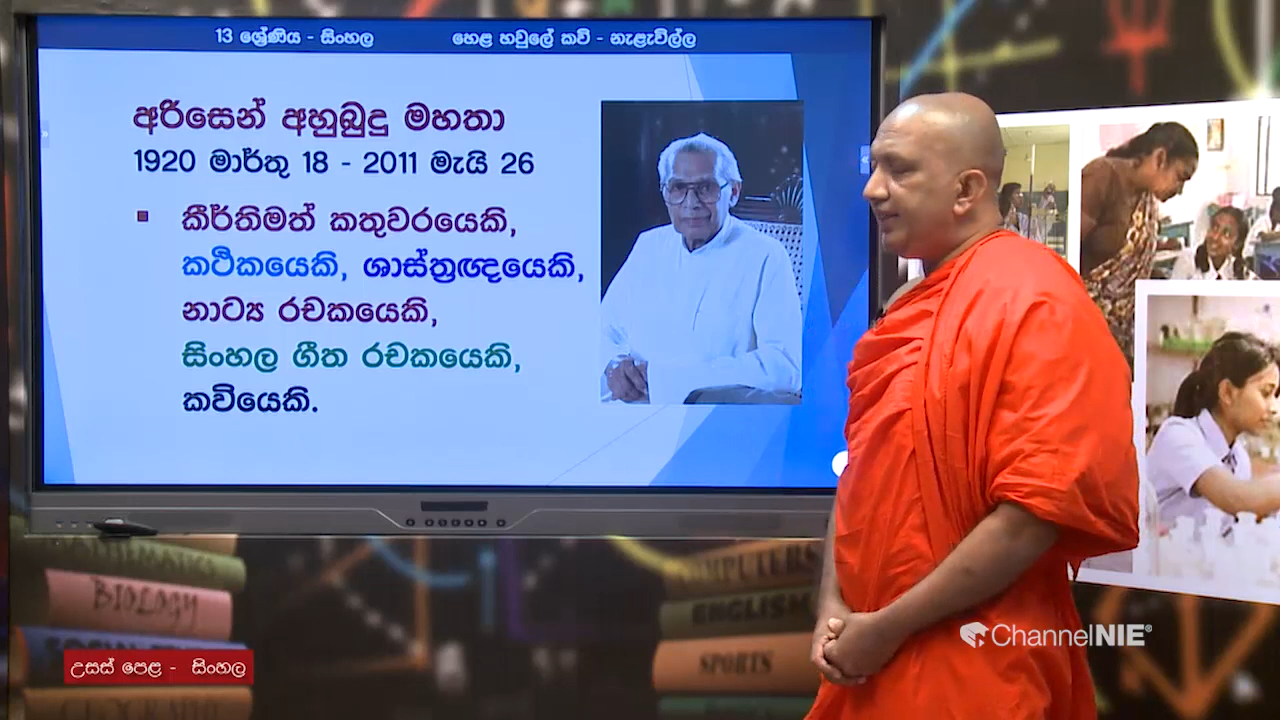 13 ශ්‍රේණිය - සිංහල
හෙළ හවුලේ කවි - නැළැවිල්ල
අරිසෙන් අහුබුදු මහතා
1920 මාර්තු 18 - 2011 මැයි 26
කීර්තිමත් කතුවරයෙකි,
කථිකයෙකි, ශාස්ත්‍රඥයෙකි,
නාට්‍ය රචකයෙකි,
සිංහල ගීත රචකයෙකි,
කවියෙකි.
MATHEMATICS
BIOLOGY
COMPUTERS
ENGLISH
SPORTS
ChannelNIE®
උසස් පෙළ - සිංහල